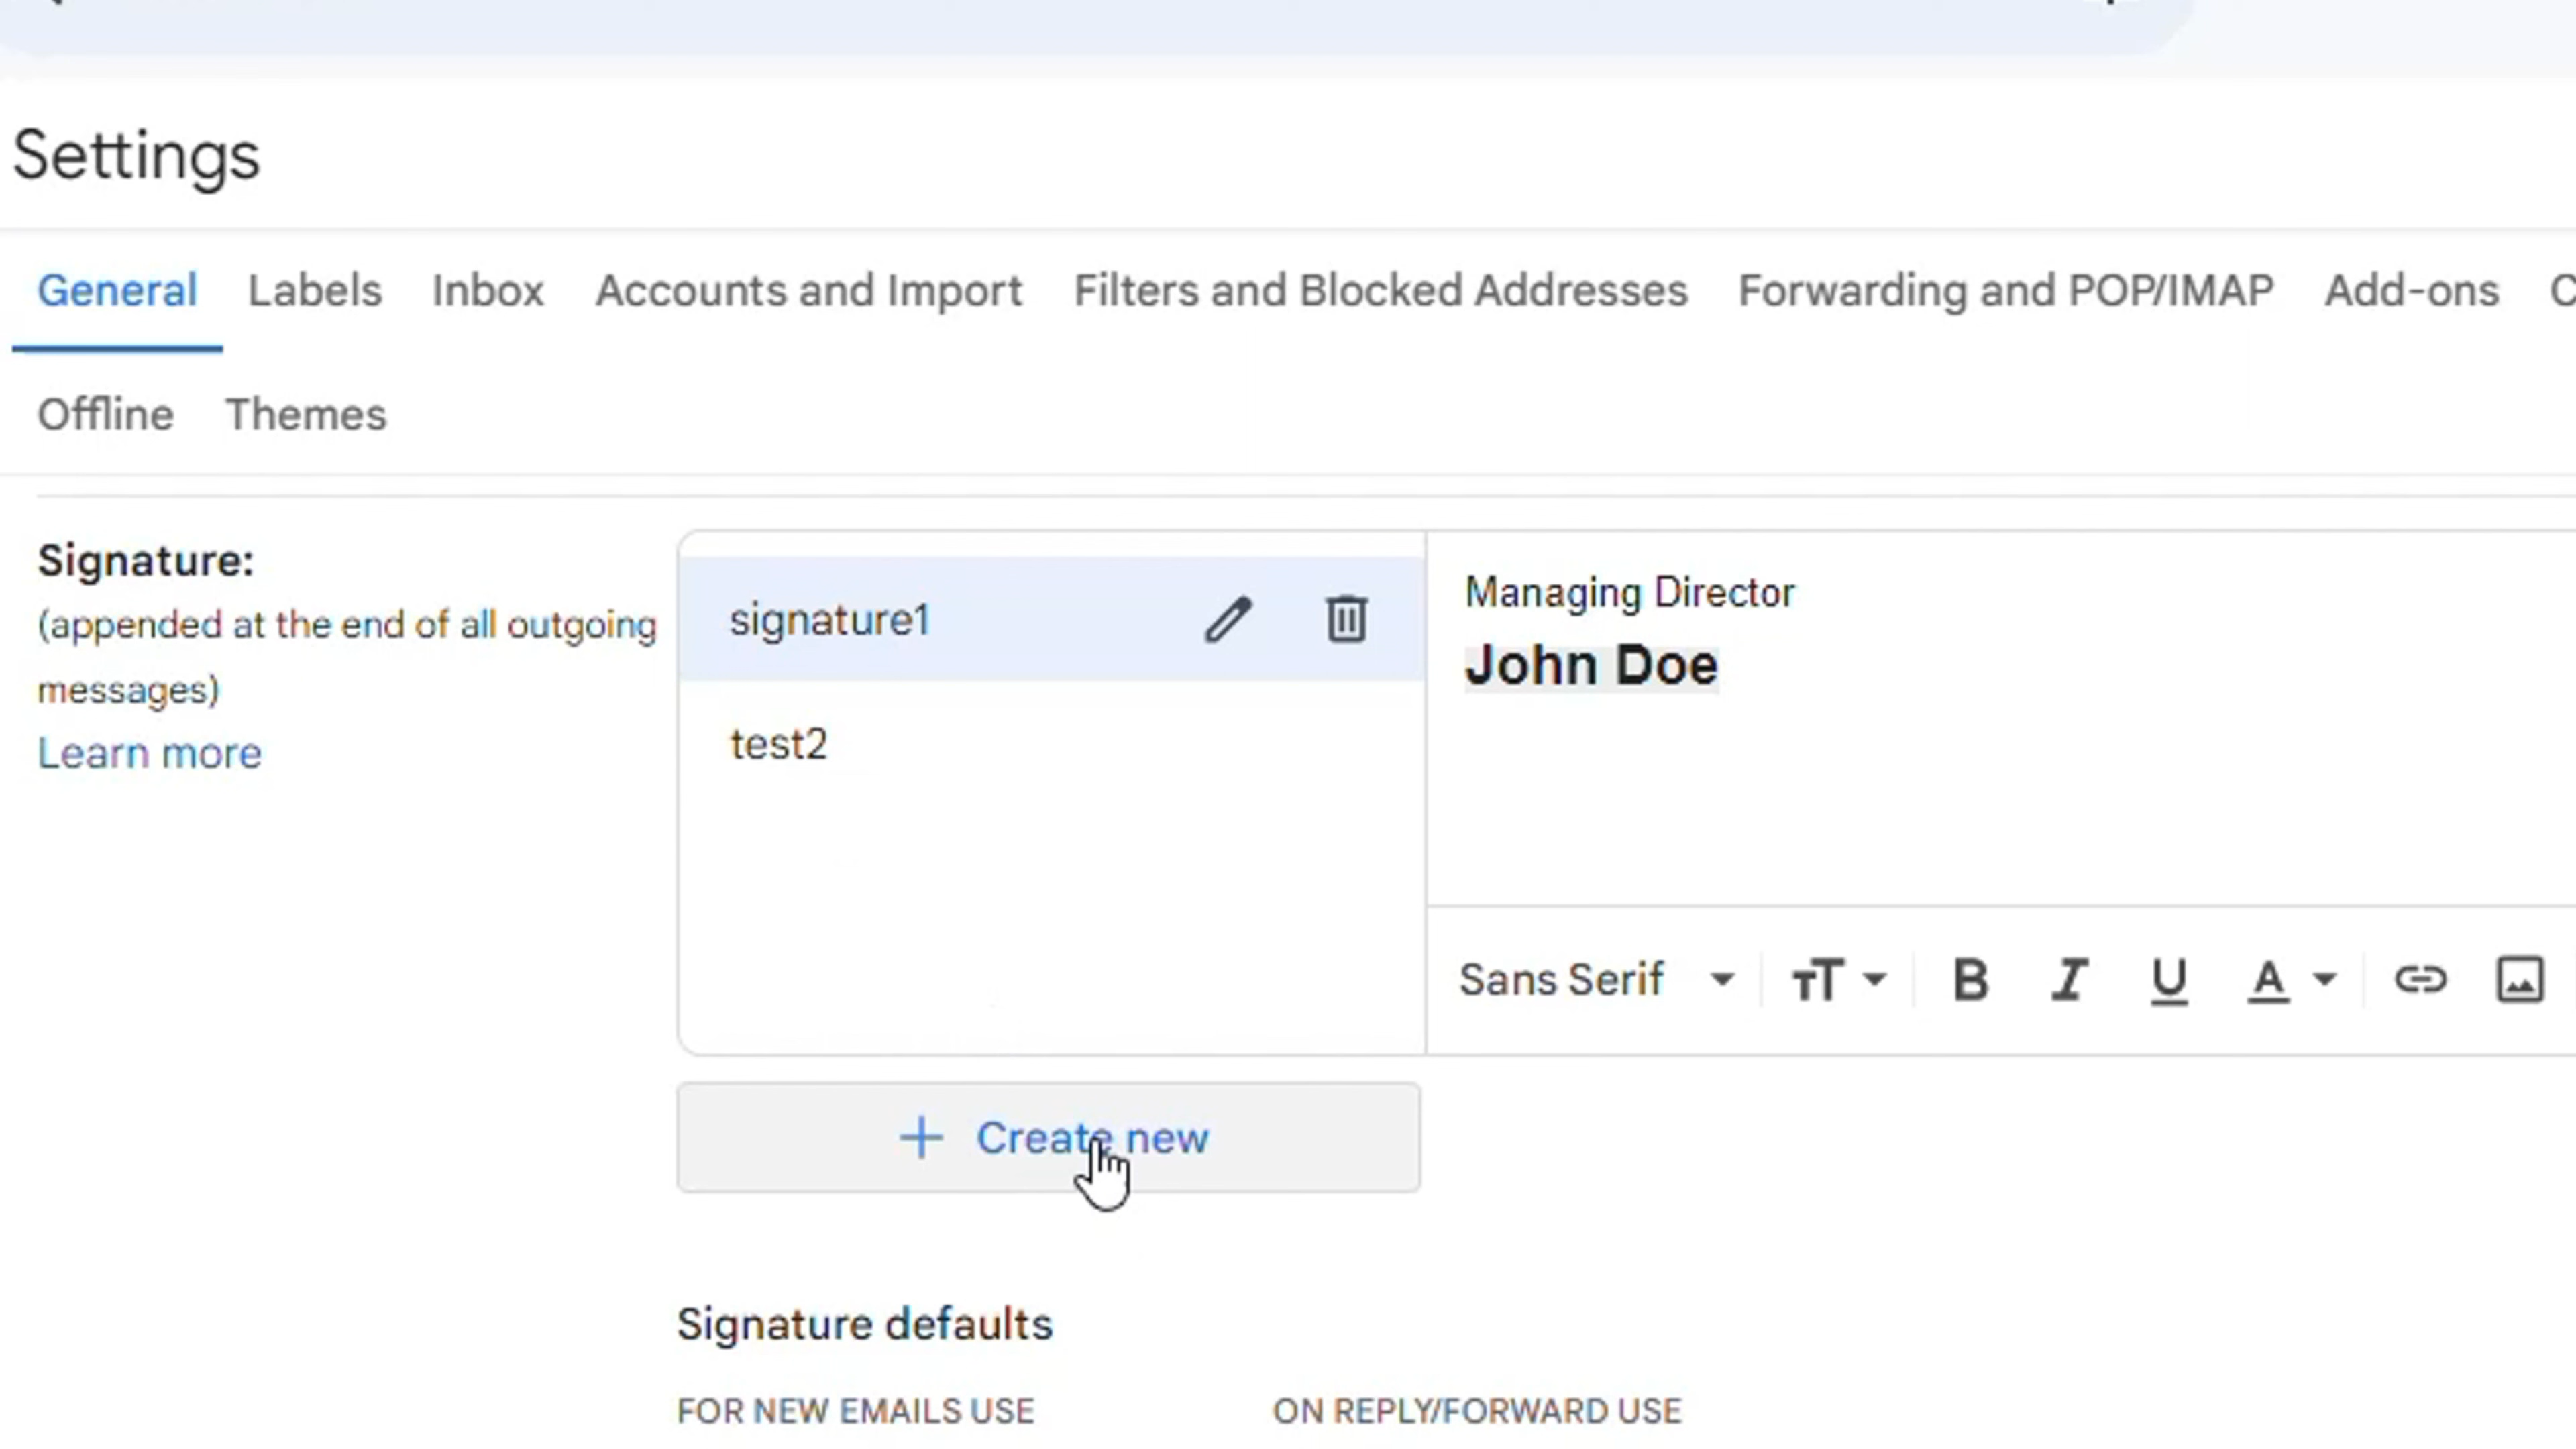 Settings
General Labels Inbox Accounts and Import Filters and Blocked Addresses Forwarding and POP/IMAP Add-ons
Offline Themes
Signature:
(appended at the end of all outgoing
messages)
Learn more
signature1
test2
Managing Director
John Doe
Sans Serif
+ Create new
Signature defaults
FOR NEW EMAILS USE ON REPLY/FORWARD USE